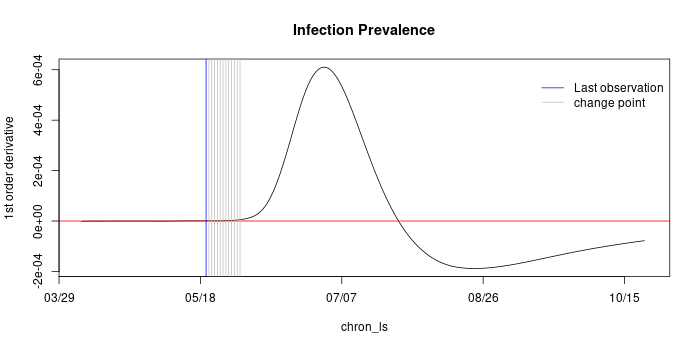 Infection Prevalence
6e-04
4e-04
2e-04
0e+00
-2e-04
1st order derivative
Last observation
change point
03/29 05/18 07/07 08/26 10/15
chron_ls